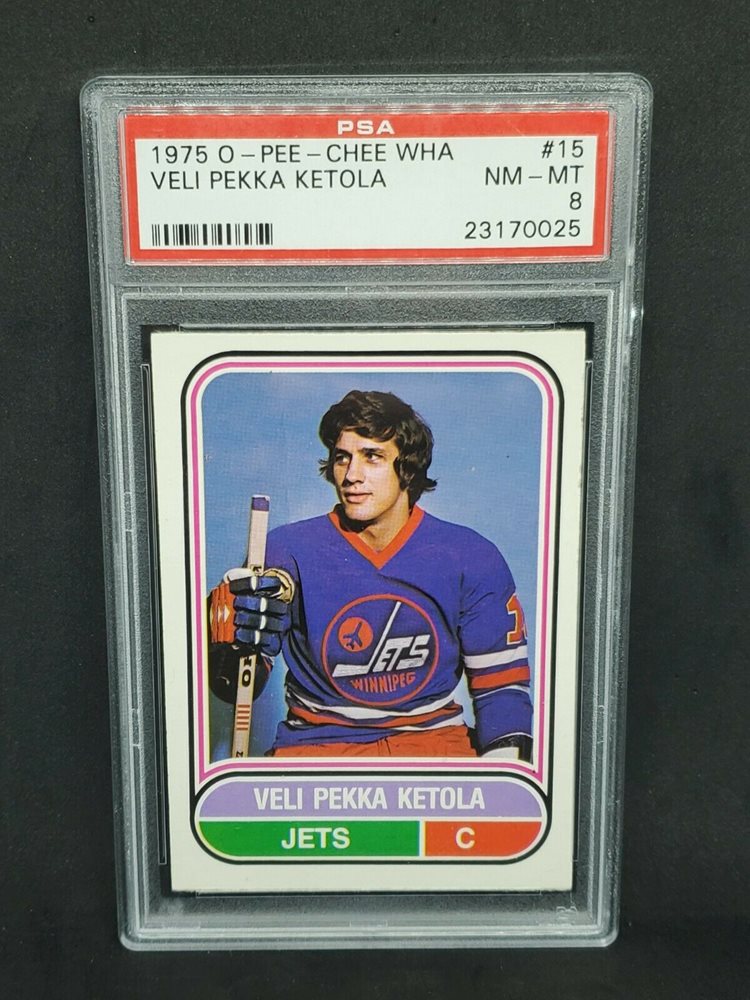 PSA
1975 O-PEE-CHEE WHA #15
VELI PEKKA KETOLA NM-MT
8
23170025
JETS
WINNIPEG
VELI PEKKA KETOLA
JETS C